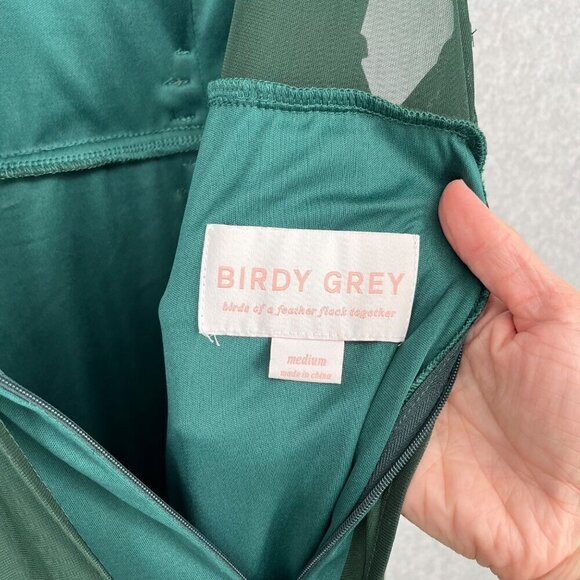 BIRDY GREY
birds of a feather flock together
medium
made in china